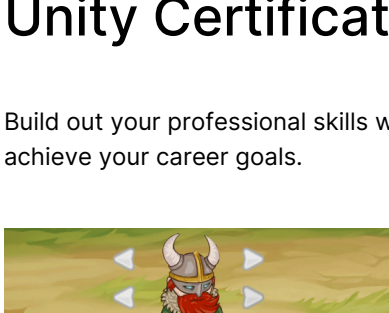 Unity Certificat
Build out your professional skills w
achieve your career goals.